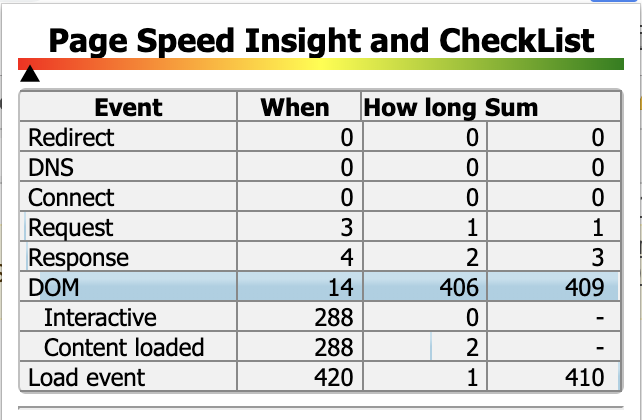 Page Speed Insight and CheckList
Event When How long Sum
Redirect 0 0 0
DNS 0 0 0
Connect 0 0 0
Request 3 1 1
Response 4 2 3
DOM 14 406 409
Interactive 288 0 -
Content loaded 288 2 -
Load event 420 1 410